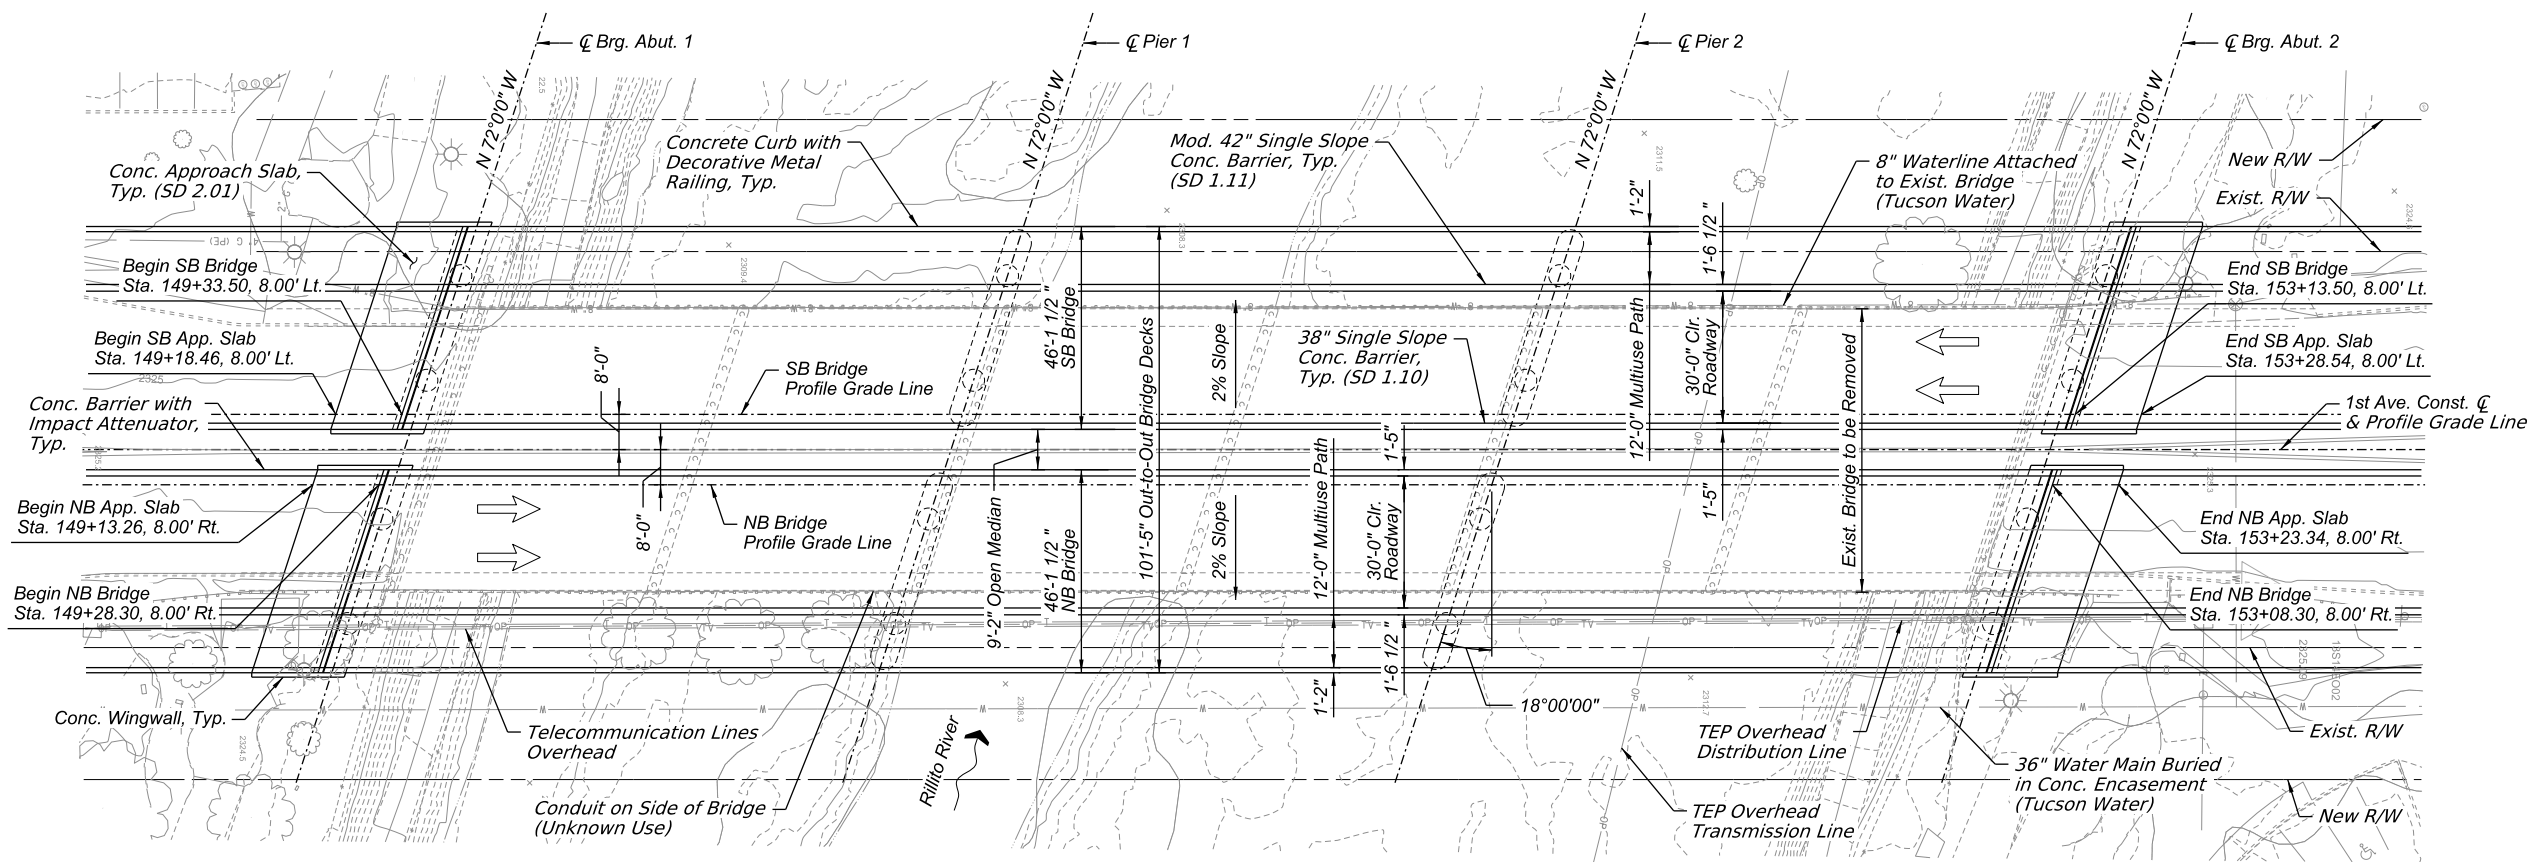 ℄ Brg. Abut. 1
℄ Pier 1
℄ Pier 2
℄ Brg. Abut. 2
N 72°0'0" W
N 72°0'0" W
N 72°0'0" W
N 72°0'0" W
Conc. Approach Slab,
Typ. (SD 2.01)
Concrete Curb with
Decorative Metal
Railing, Typ.
Mod. 42" Single Slope
Conc. Barrier, Typ.
(SD 1.11)
8" Waterline Attached
to Exist. Bridge
(Tucson Water)
New R/W
Exist. R/W
Begin SB Bridge
Sta. 149+33.50, 8.00' Lt.
Begin SB App. Slab
Sta. 149+18.46, 8.00' Lt.
Conc. Barrier with
Impact Attenuator,
Typ.
Begin NB App. Slab
Sta. 149+13.26, 8.00' Rt.
Begin NB Bridge
Sta. 149+28.30, 8.00' Rt.
Conc. Wingwall, Typ.
8'-0"
8'-0"
SB Bridge
Profile Grade Line
NB Bridge
Profile Grade Line
9'-2" Open Median
46'-1 1/2"
SB Bridge
46'-1 1/2"
NB Bridge
101'-5" Out-to-Out Bridge Decks
2% Slope
2% Slope
38" Single Slope
Conc. Barrier,
Typ. (SD 1.10)
12'-0" Multiuse Path
1'-2"
1'-5"
30'-0" Clr.
Roadway
1'-6 1/2"
1'-2"
12'-0" Multiuse Path
1'-6 1/2"
30'-0" Clr.
Roadway
1'-5"
Exist. Bridge to be Removed
End SB Bridge
Sta. 153+13.50, 8.00' Lt.
End SB App. Slab
Sta. 153+28.54, 8.00' Lt.
1st Ave. Const. ℄
& Profile Grade Line
End NB App. Slab
Sta. 153+23.34, 8.00' Rt.
End NB Bridge
Sta. 153+08.30, 8.00' Rt.
Telecommunication Lines
Overhead
Conduit on Side of Bridge
(Unknown Use)
Rillito River
18°00'00"
TEP Overhead
Distribution Line
TEP Overhead
Transmission Line
36" Water Main Buried
in Conc. Encasement
(Tucson Water)
Exist. R/W
New R/W
2325